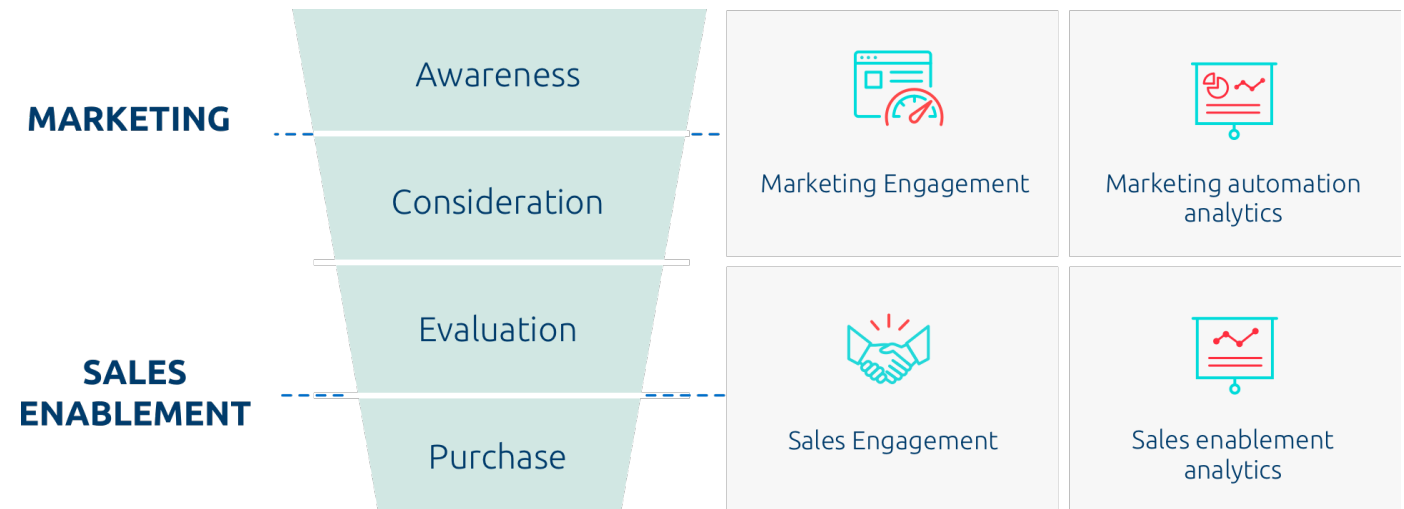 MARKETING
Awareness
Consideration
Marketing Engagement
Marketing automation
analytics
SALES
ENABLEMENT
Evaluation
Purchase
Sales Engagement
Sales enablement
analytics